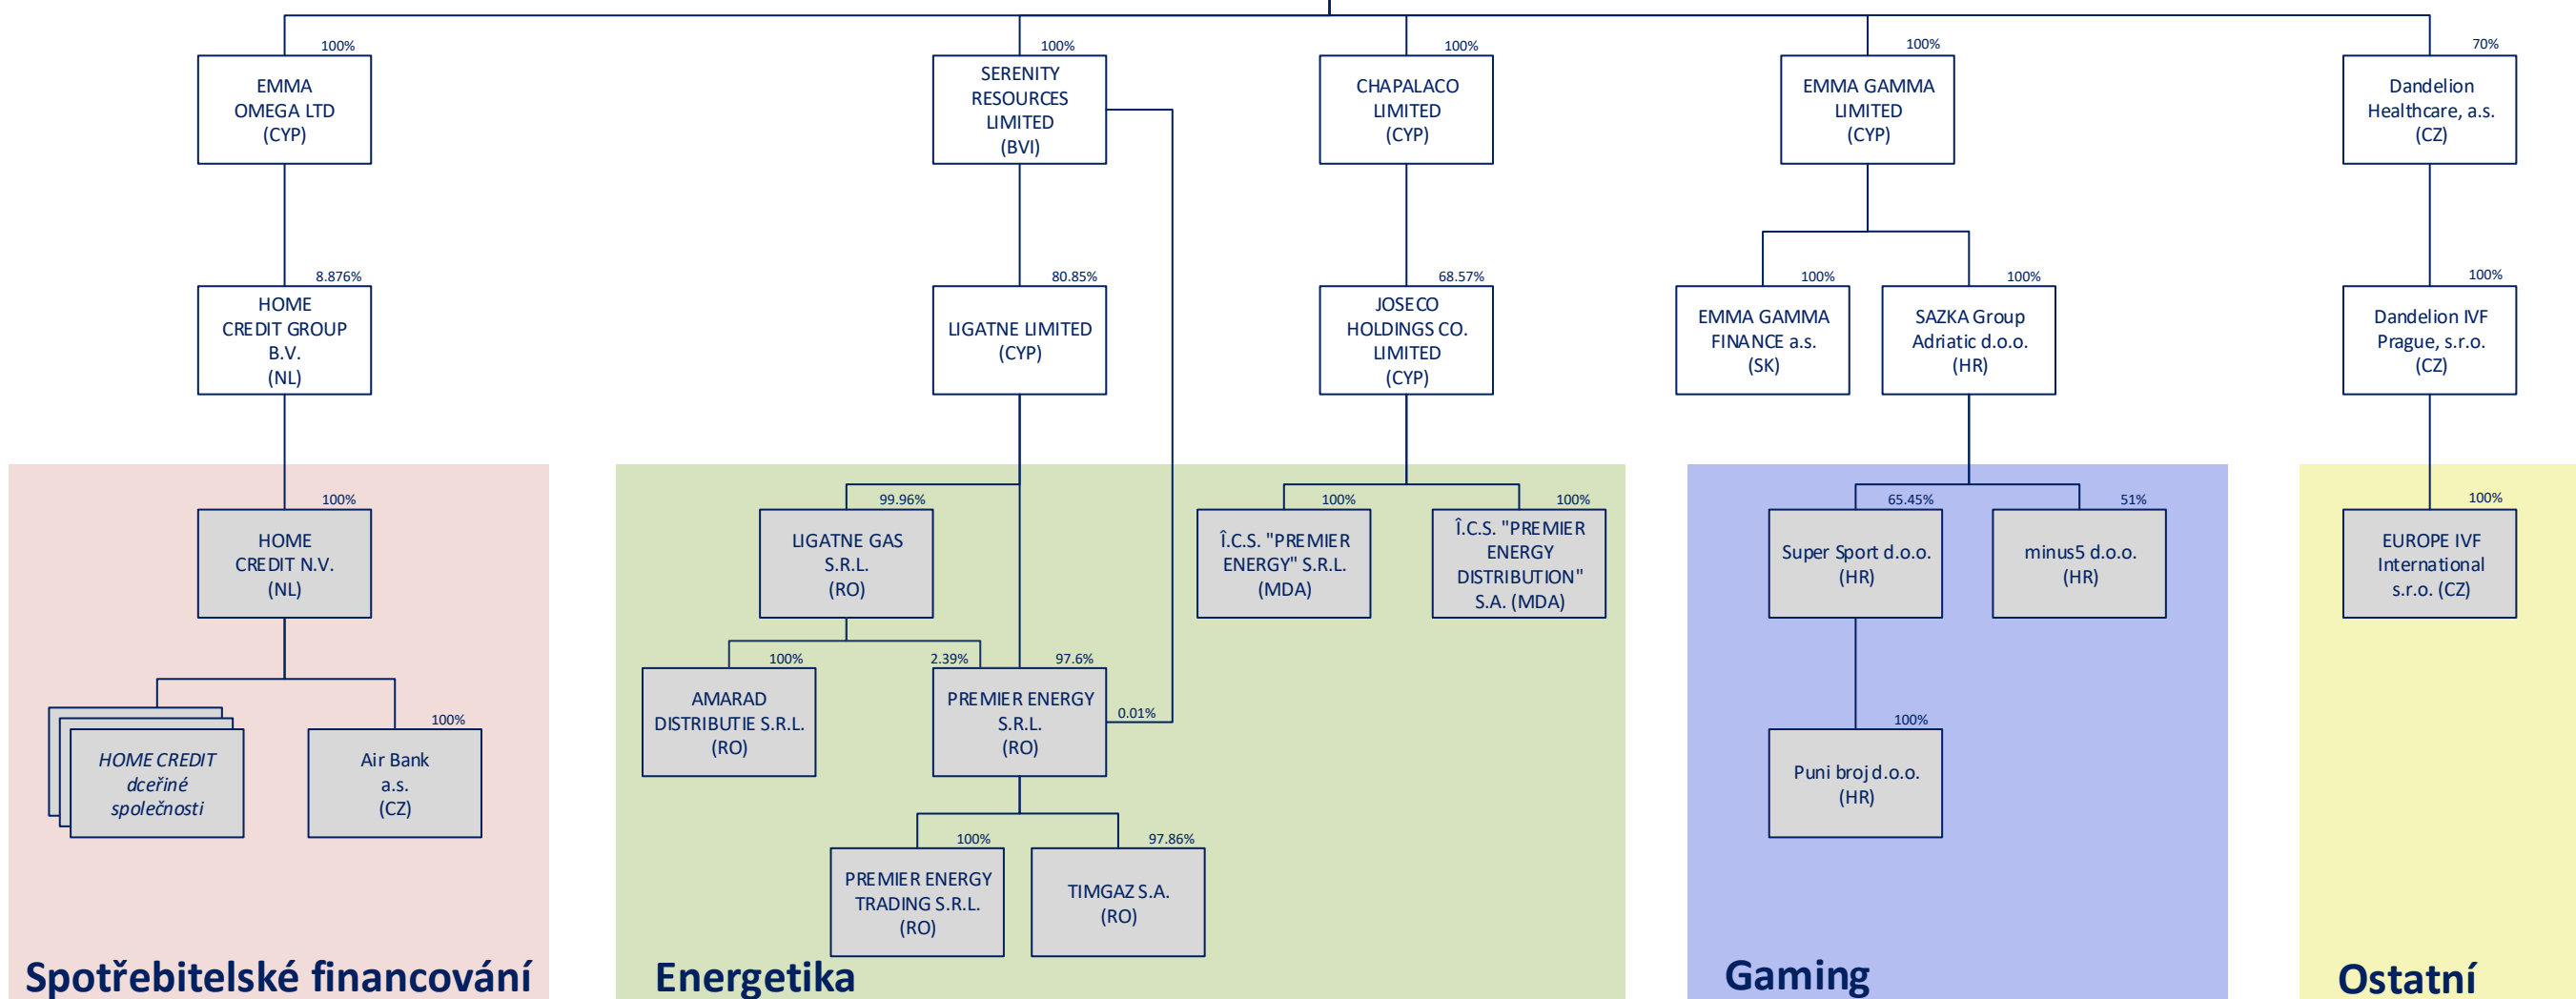 100%
EMMA
OMEGA LTD
(CYP)
100%
SERENITY
RESOURCES
LIMITED
(BVI)
100%
CHAPALACO
LIMITED
(CYP)
100%
EMMA GAMMA
LIMITED
(CYP)
70%
Dandelion
Healthcare, a.s.
(CZ)
8.876%
HOME
CREDIT GROUP
B.V.
(NL)
80.85%
LIGATNE LIMITED
(CYP)
68.57%
JOSECO
HOLDINGS CO.
LIMITED
(CYP)
100%
EMMA GAMMA
FINANCE a.s.
(SK)
100%
SAZKA Group
Adriatic d.o.o.
(HR)
100%
Dandelion IVF
Prague, s.r.o.
(CZ)
100%
HOME
CREDIT N.V.
(NL)
99.96%
LIGATNE GAS
S.R.L.
(RO)
100%
Î.C.S. "PREMIER
ENERGY" S.R.L.
(MDA)
100%
Î.C.S. "PREMIER
ENERGY
DISTRIBUTION"
S.A. (MDA)
65.45%
Super Sport d.o.o.
(HR)
51%
minus5 d.o.o.
(HR)
100%
EUROPE IVF
International
s.r.o. (CZ)
HOME CREDIT
dceřiné
společnosti
100%
Air Bank
a.s.
(CZ)
100%
AMARAD
DISTRIBUTIE S.R.L.
(RO)
2.39%
97.6%
PREMIER ENERGY
S.R.L.
(RO)
0.01%
100%
Puni broj d.o.o.
(HR)
100%
PREMIER ENERGY
TRADING S.R.L.
(RO)
97.86%
TIMGAZ S.A.
(RO)
Spotřebitelské financování
Energetika
Gaming
Ostatní